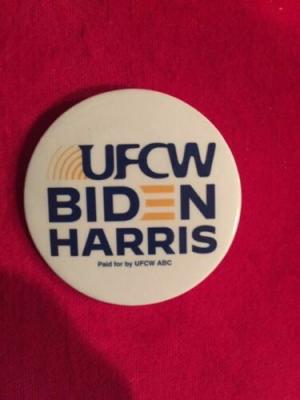 UFCW
BIDEN
HARRIS
Paid for by UFCW ABC